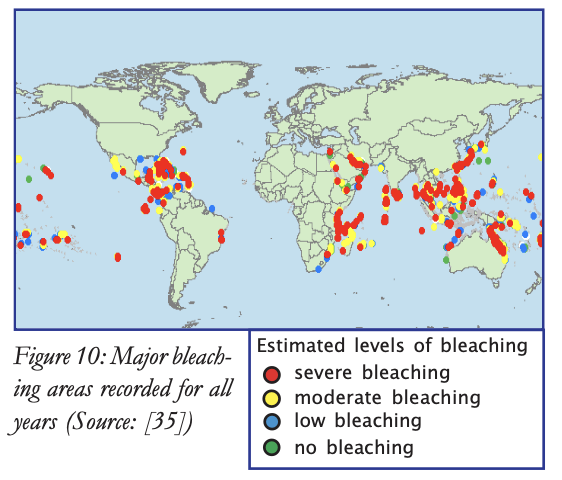 Figure 10: Major bleach-
ing areas recorded for all
years (Source: [35])
Estimated levels of bleaching
severe bleaching
moderate bleaching
low bleaching
no bleaching